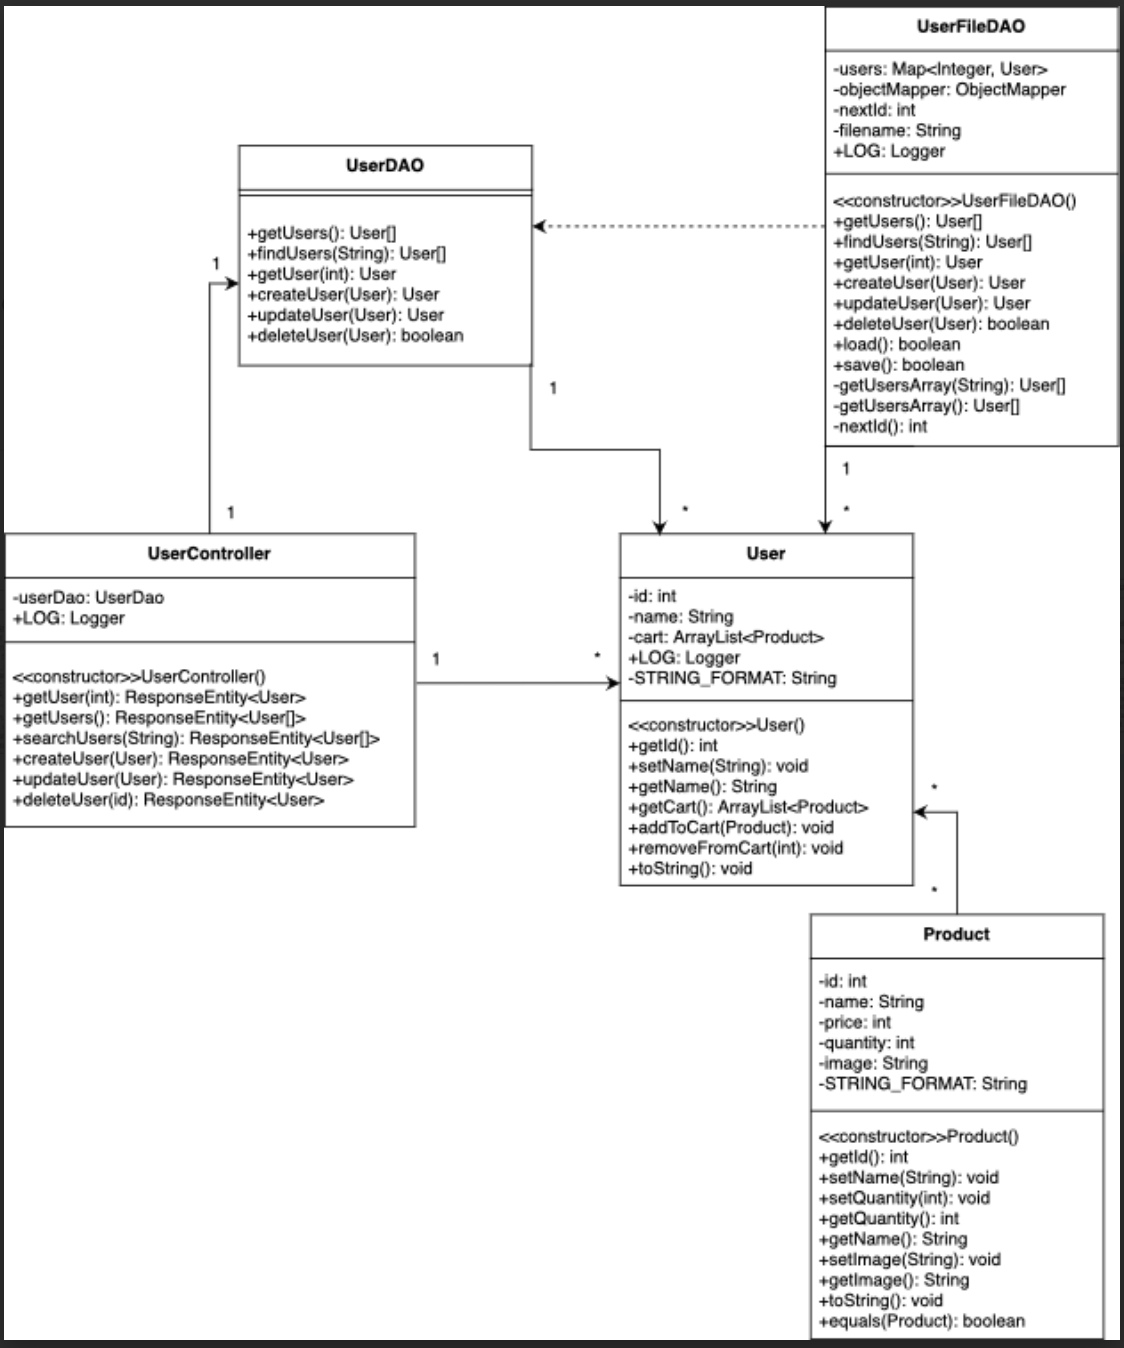 UserFileDAO
-users: Map<Integer, User>
-objectMapper: ObjectMapper
-nextId: int
-filename: String
+LOG: Logger
<<constructor>>UserFileDAO()
+getUsers(): User[]
+findUsers(String): User[]
+getUser(int): User
+createUser(User): User
+updateUser(User): User
+deleteUser(User): boolean
+load(): boolean
+save(): boolean
-getUsersArray(String): User[]
-getUsersArray(): User[]
-nextId(): int
UserDAO
+getUsers(): User[]
+findUsers(String): User[]
+getUser(int): User
+createUser(User): User
+updateUser(User): User
+deleteUser(User): boolean
1
1
1
*
1
*
UserController
-userDao: UserDao
+LOG: Logger
<<constructor>>UserController()
+getUser(int): ResponseEntity<User>
+getUsers(): ResponseEntity<User[]>
+searchUsers(String): ResponseEntity<User[]>
+createUser(User): ResponseEntity<User>
+updateUser(User): ResponseEntity<User>
+deleteUser(id): ResponseEntity<User>
1
*
User
-id: int
-name: String
-cart: ArrayList<Product>
+LOG: Logger
-STRING_FORMAT: String
<<constructor>>User()
+getId(): int
+setName(String): void
+getName(): String
+getCart(): ArrayList<Product>
+addToCart(Product): void
+removeFromCart(int): void
+toString(): void
*
*
Product
-id: int
-name: String
-price: int
-quantity: int
-image: String
-STRING_FORMAT: String
<<constructor>>Product()
+getId(): int
+setName(String): void
+setQuantity(int): void
+getQuantity(): int
+getName(): String
+setImage(String): void
+getImage(): String
+toString(): void
+equals(Product): boolean